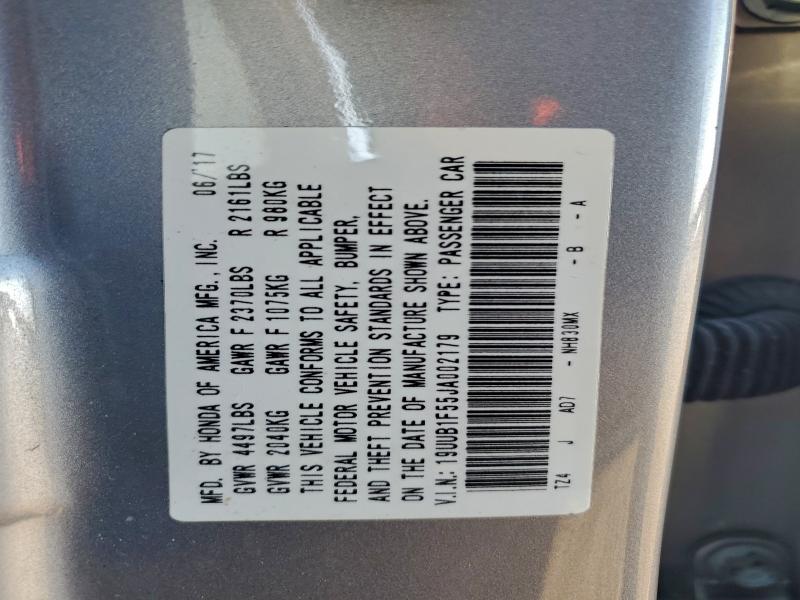 MFD. BY HONDA OF AMERICA MFG., INC. 06/17
GVWR 4497LBS GAWR F 2370LBS R 2161LBS
GVWR 2040KG GAWR F 1075KG R 980KG
THIS VEHICLE CONFORMS TO ALL APPLICABLE
FEDERAL MOTOR VEHICLE SAFETY, BUMPER,
AND THEFT PREVENTION STANDARDS IN EFFECT
ON THE DATE OF MANUFACTURE SHOWN ABOVE.
V.I.N.: 19UUB1F55JA002179 TYPE: PASSENGER CAR
TZ4 J AD7 - NH830MX - B - A